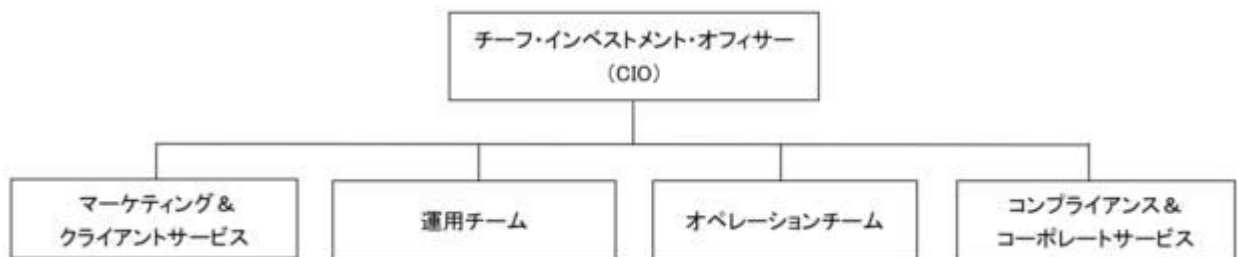 チーフ・インベストメント・オフィサー
(CIO)
マーケティング&
クライアントサービス
運用チーム
オペレーションチーム
コンプライアンス&
コーポレートサービス